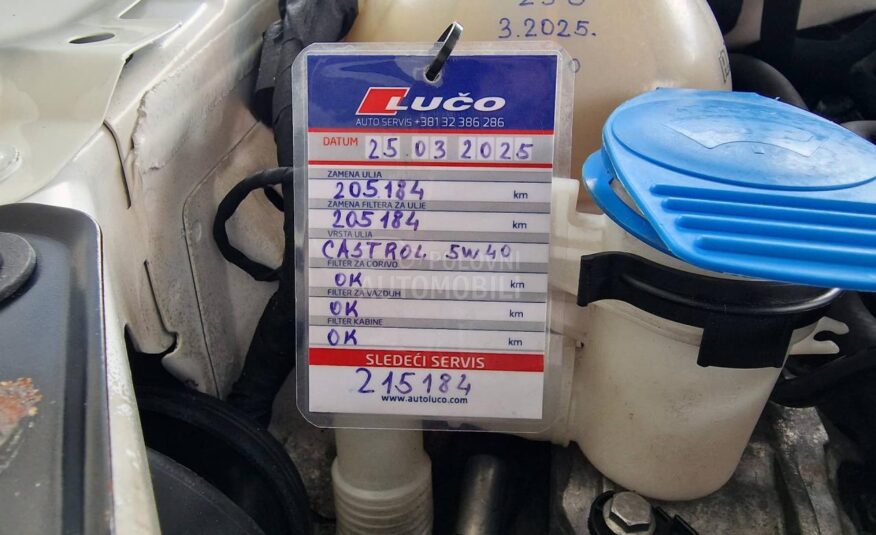 3.2025.
LUČO
AUTO SERVIS +381 32 386 286
DATUM 25 03 2025
ZAMENA ULJA
205184 km
ZAMENA FILTERA ZA ULJE
205184 km
VRSTA ULJA
CASTROL 5W40
FILTER ZA GORIVO
OK km
FILTER ZA VAZDUH
OK km
FILTER KABINE
OK km
POLOVNI
AUTOMOBILI
SLEDEĆI SERVIS
215184
www.autoluco.com